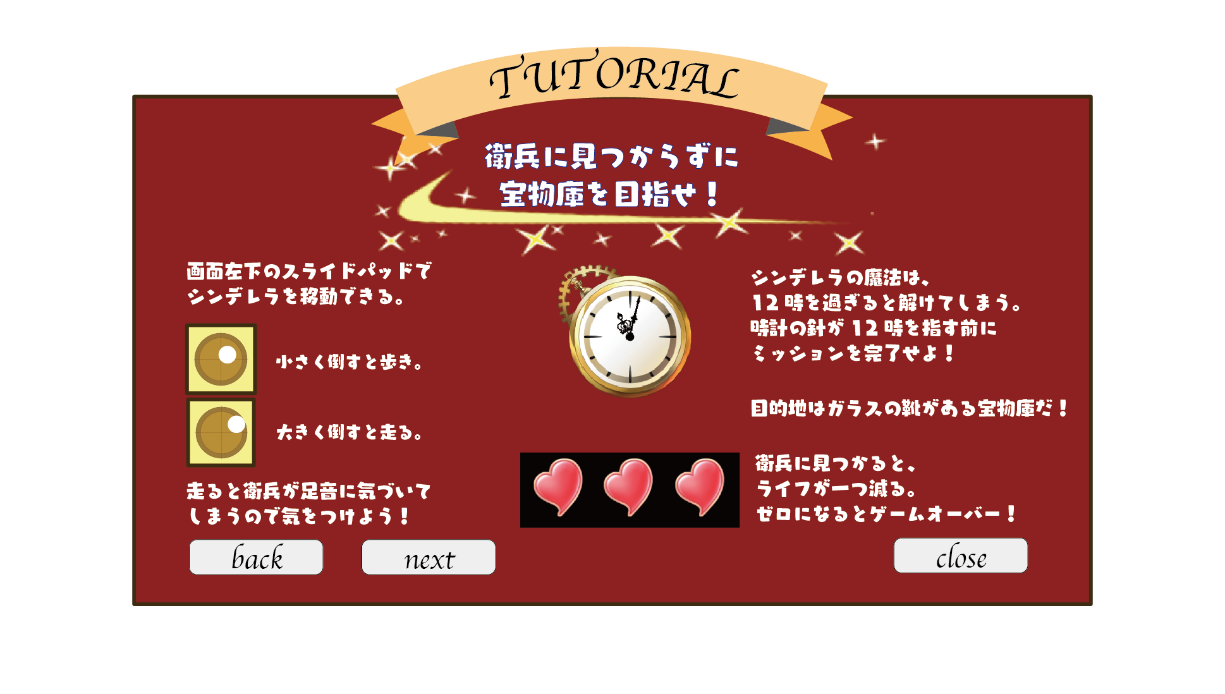 TUTORIAL
衛兵に見つからずに
宝物庫を目指せ！
画面左下のスライドパッドで
シンデレラを移動できる。
小さく倒すと歩き。
大きく倒すと走る。
走ると衛兵が足音に気づいて
しまうので気をつけよう！
シンデレラの魔法は、
12 時を過ぎると解けてしまう。
時計の針が 12 時を指す前に
ミッションを完了せよ！
目的地はガラスの靴がある宝物庫だ！
衛兵に見つかると、
ライフが一つ減る。
ゼロになるとゲームオーバー！
back
next
close